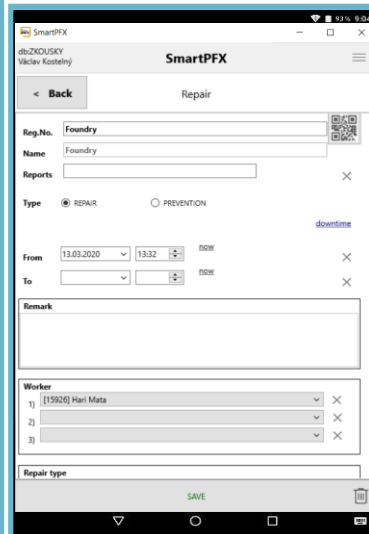 93 % 9:04
SmartPFX
db:ZKOUSKY
Václav Kostelný
SmartPFX
< Back
Repair
Reg.No. Foundry
Name Foundry
Reports
Type REPAIR PREVENTION
downtime
From 13.03.2020 13:32 now
To now
Remark
Worker
1) [15926] Hari Mata
2)
3)
Repair type
SAVE